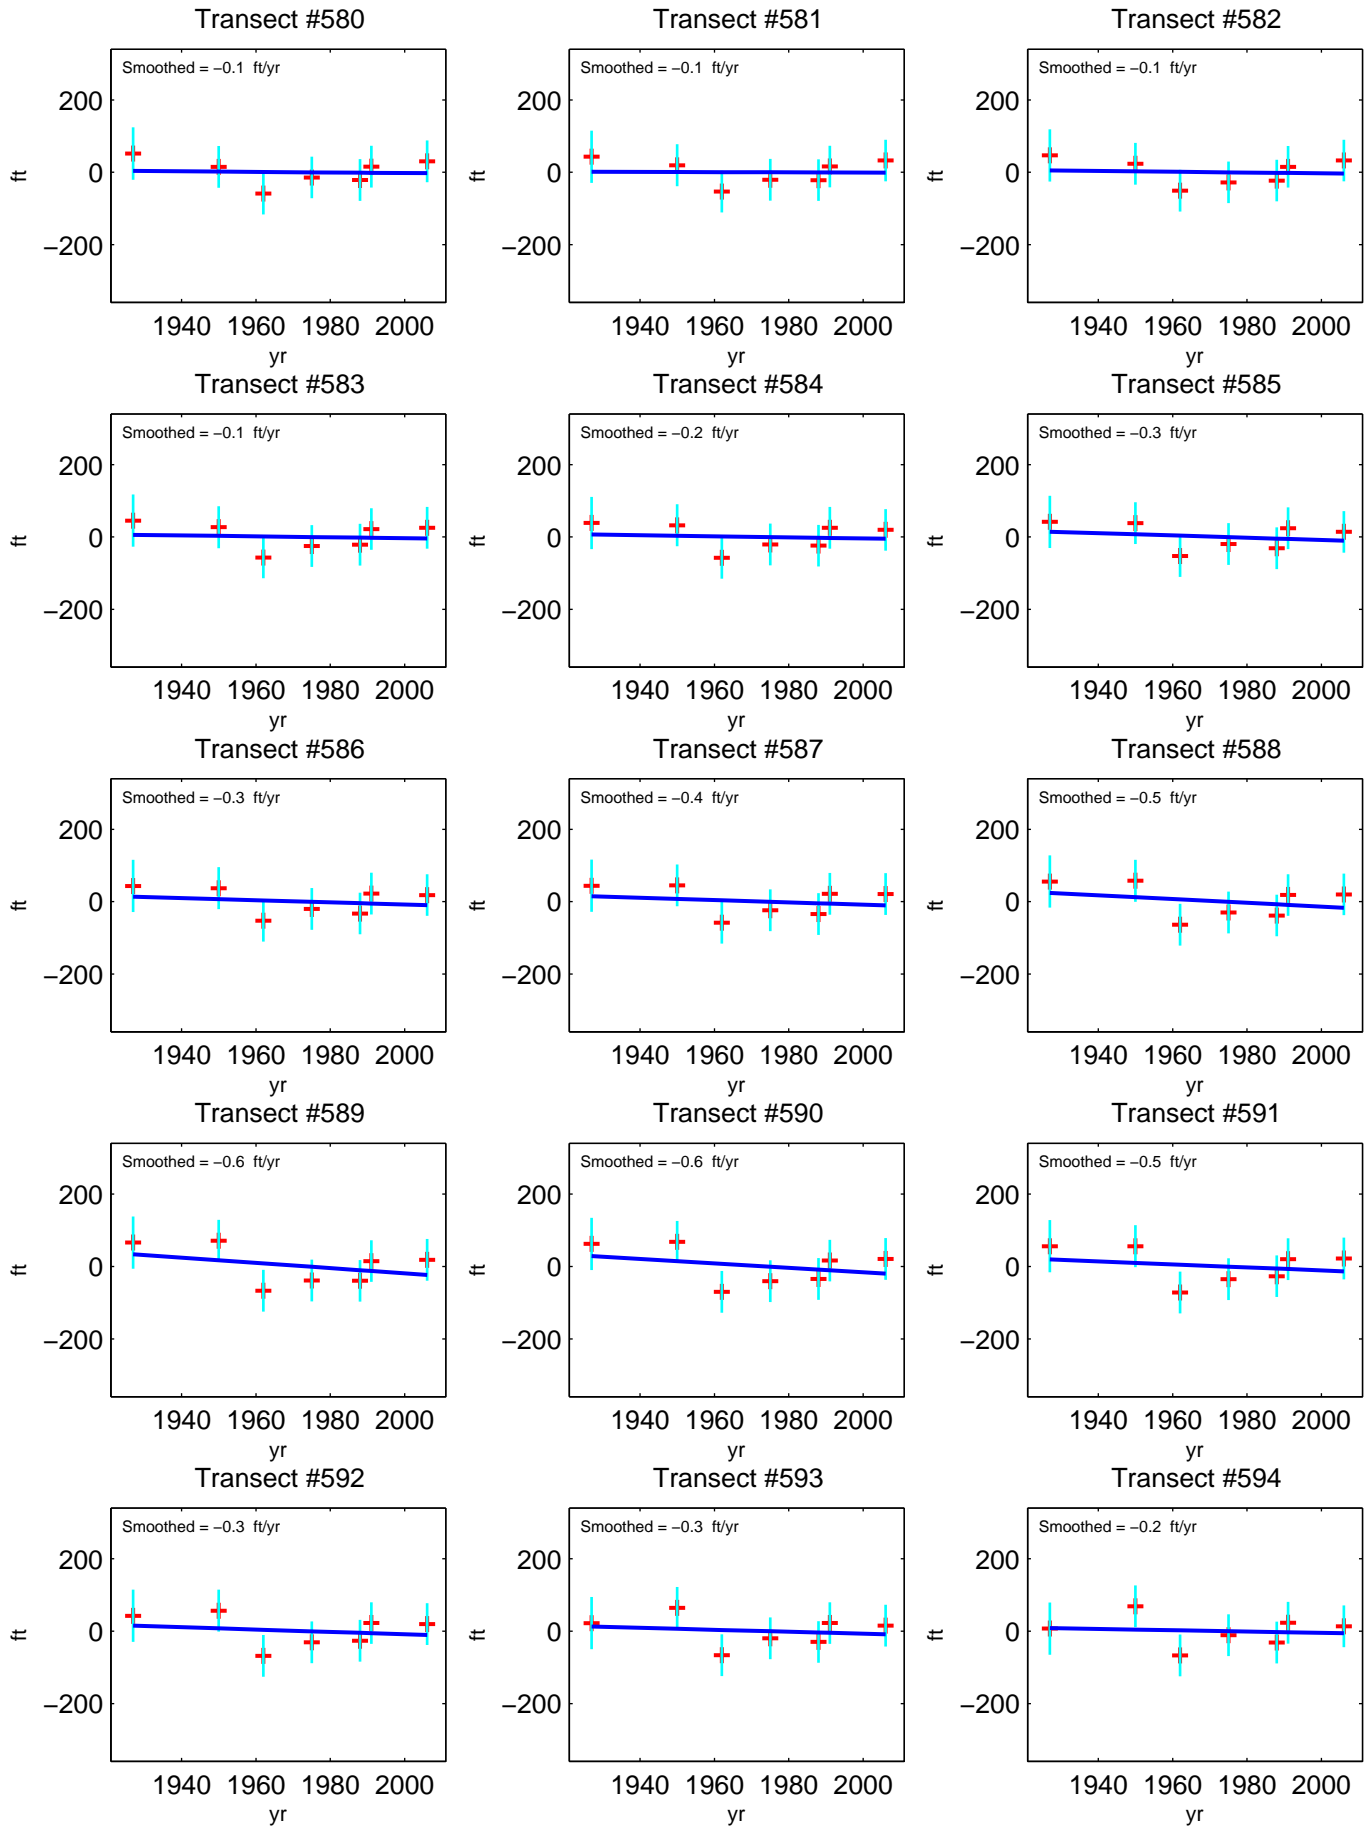 Transect #580
Transect #581
Transect #582
Smoothed = −0.1 ft/yr
Smoothed = −0.1 ft/yr
Smoothed = −0.1 ft/yr
200
0
−200
ft
200
0
−200
ft
200
0
−200
ft
1940 1960 1980 2000
1940 1960 1980 2000
1940 1960 1980 2000
yr
yr
yr
Transect #583
Transect #584
Transect #585
Smoothed = −0.1 ft/yr
Smoothed = −0.2 ft/yr
Smoothed = −0.3 ft/yr
200
0
−200
ft
200
0
−200
ft
200
0
−200
ft
1940 1960 1980 2000
1940 1960 1980 2000
1940 1960 1980 2000
yr
yr
yr
Transect #586
Transect #587
Transect #588
Smoothed = −0.3 ft/yr
Smoothed = −0.4 ft/yr
Smoothed = −0.5 ft/yr
200
0
−200
ft
200
0
−200
ft
200
0
−200
ft
1940 1960 1980 2000
1940 1960 1980 2000
1940 1960 1980 2000
yr
yr
yr
Transect #589
Transect #590
Transect #591
Smoothed = −0.6 ft/yr
Smoothed = −0.6 ft/yr
Smoothed = −0.5 ft/yr
200
0
−200
ft
200
0
−200
ft
200
0
−200
ft
1940 1960 1980 2000
1940 1960 1980 2000
1940 1960 1980 2000
yr
yr
yr
Transect #592
Transect #593
Transect #594
Smoothed = −0.3 ft/yr
Smoothed = −0.3 ft/yr
Smoothed = −0.2 ft/yr
200
0
−200
ft
200
0
−200
ft
200
0
−200
ft
1940 1960 1980 2000
1940 1960 1980 2000
1940 1960 1980 2000
yr
yr
yr